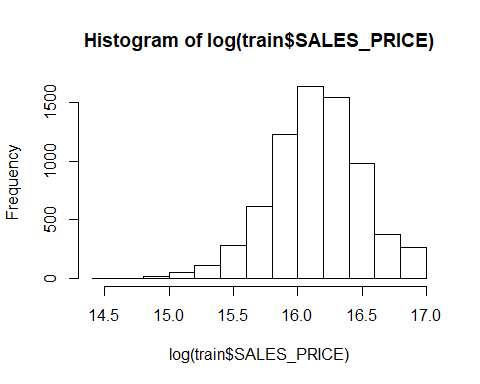 Histogram of log(train$SALES_PRICE)
Frequency
1500
1000
500
0
14.5 15.0 15.5 16.0 16.5 17.0
log(train$SALES_PRICE)